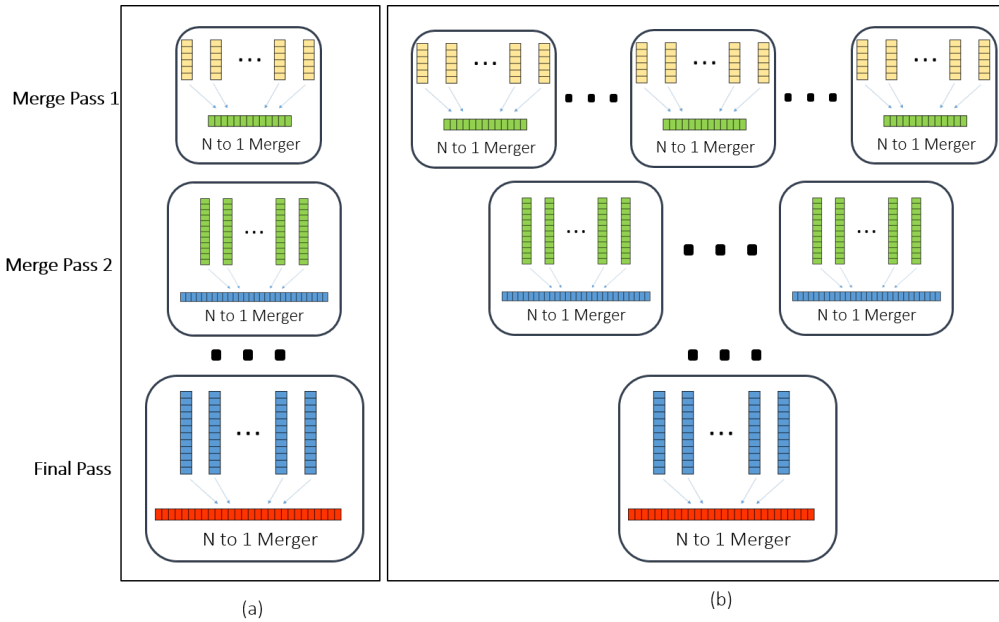 Merge Pass 1
N to 1 Merger
N to 1 Merger
N to 1 Merger
N to 1 Merger
Merge Pass 2
N to 1 Merger
N to 1 Merger
N to 1 Merger
Final Pass
N to 1 Merger
N to 1 Merger
(a)
(b)